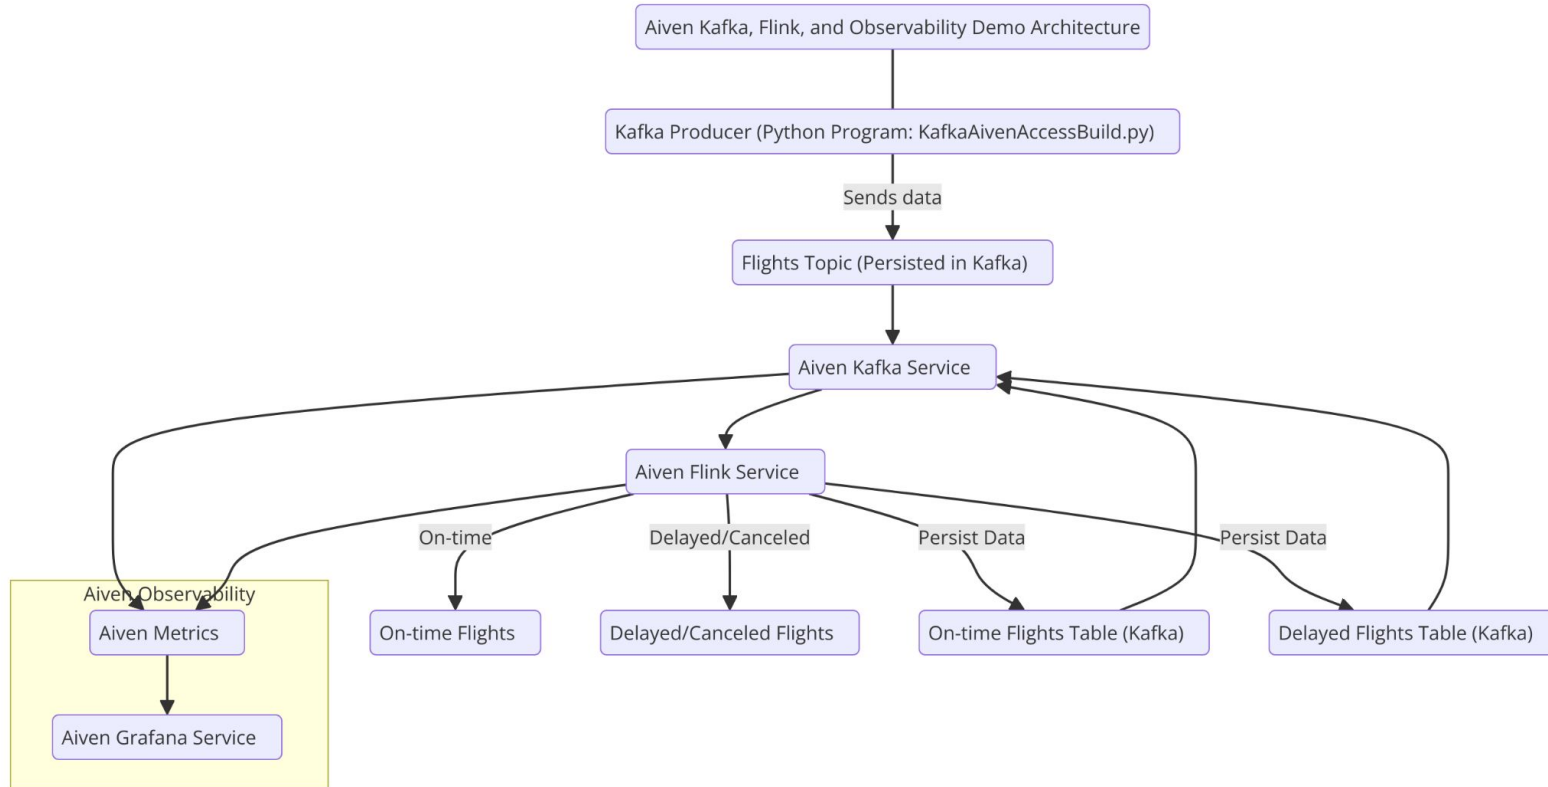 Aiven Kafka, Flink, and Observability Demo Architecture
Kafka Producer (Python Program: KafkaAivenAccessBuild.py)
Sends data
Flights Topic (Persisted in Kafka)
Aiven Kafka Service
Aiven Flink Service
On-time
Delayed/Canceled
Persist Data
Persist Data
Aiven Observability
Aiven Metrics
On-time Flights
Delayed/Canceled Flights
On-time Flights Table (Kafka)
Delayed Flights Table (Kafka)
Aiven Grafana Service